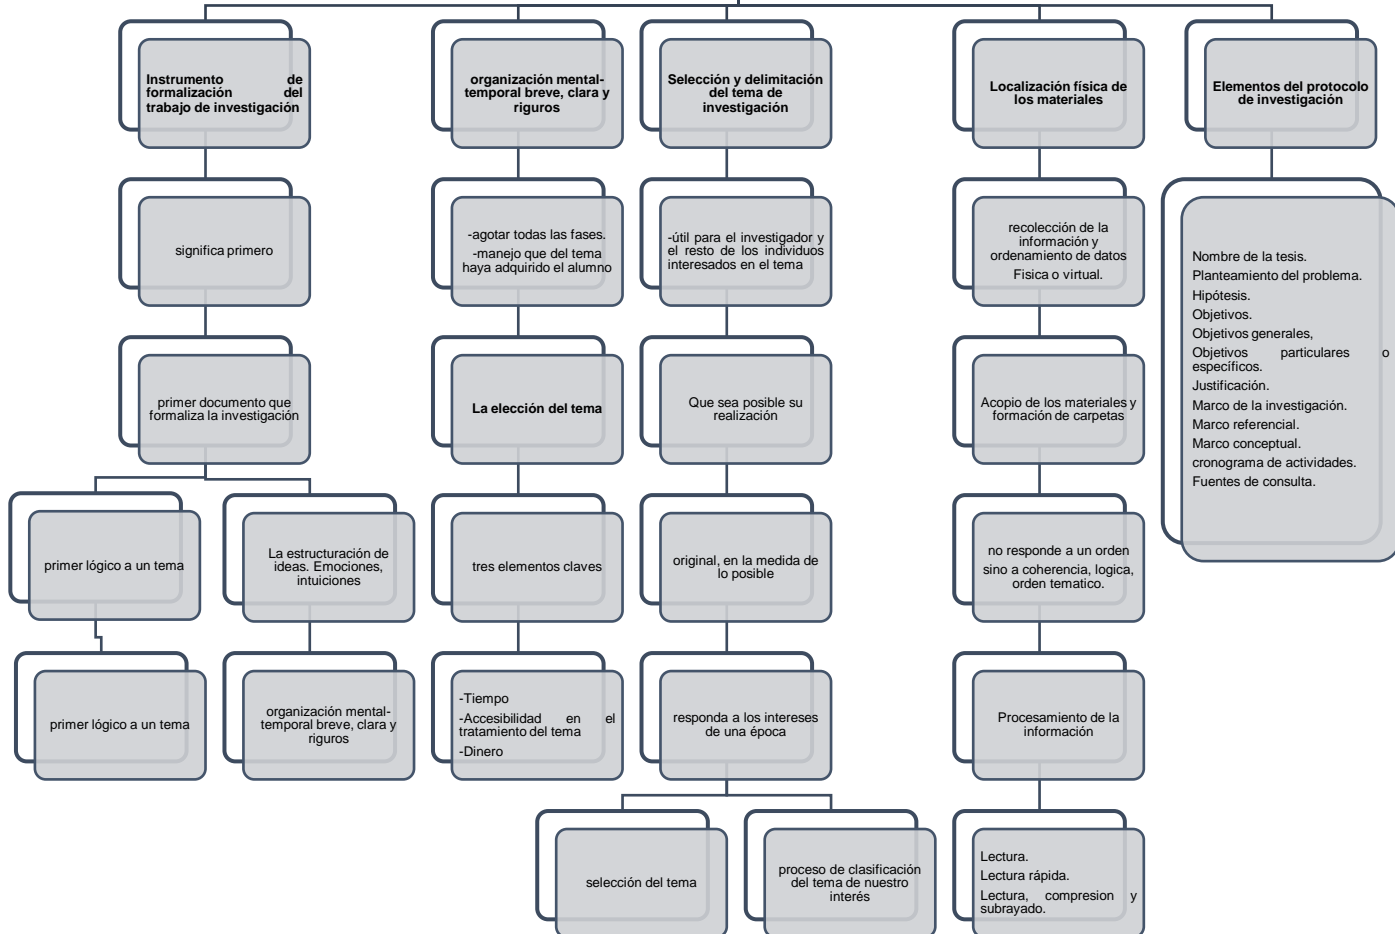 Instrumento de
formalización del
trabajo de investigación
organización mental-
temporal breve, clara y
riguros
Selección y delimitación
del tema de
investigación
Localización física de
los materiales
Elementos del protocolo
de investigación
significa primero
-agotar todas las fases.
-manejo que del tema
haya adquirido el alumno
-útil para el investigador y
el resto de los individuos
interesados en el tema
recolección de la
información y
ordenamiento de datos
Fisica o virtual.
Nombre de la tesis.
Planteamiento del problema.
Hipótesis.
Objetivos.
Objetivos generales,
Objetivos particulares o
específicos.
Justificación.
Marco de la investigación.
Marco referencial.
Marco conceptual.
cronograma de actividades.
Fuentes de consulta.
primer documento que
formaliza la investigación
La elección del tema
Que sea posible su
realización
Acopio de los materiales y
formación de carpetas
primer lógico a un tema
La estructuración de
ideas. Emociones,
intuiciones
tres elementos claves
original, en la medida de
lo posible
no responde a un orden
sino a coherencia, logica,
orden tematico.
primer lógico a un tema
organización mental-
temporal breve, clara y
riguros
-Tiempo
-Accesibilidad en el
tratamiento del tema
-Dinero
responda a los intereses
de una época
Procesamiento de la
información
selección del tema
proceso de clasificación
del tema de nuestro
interés
Lectura.
Lectura rápida.
Lectura, compresion y
subrayado.